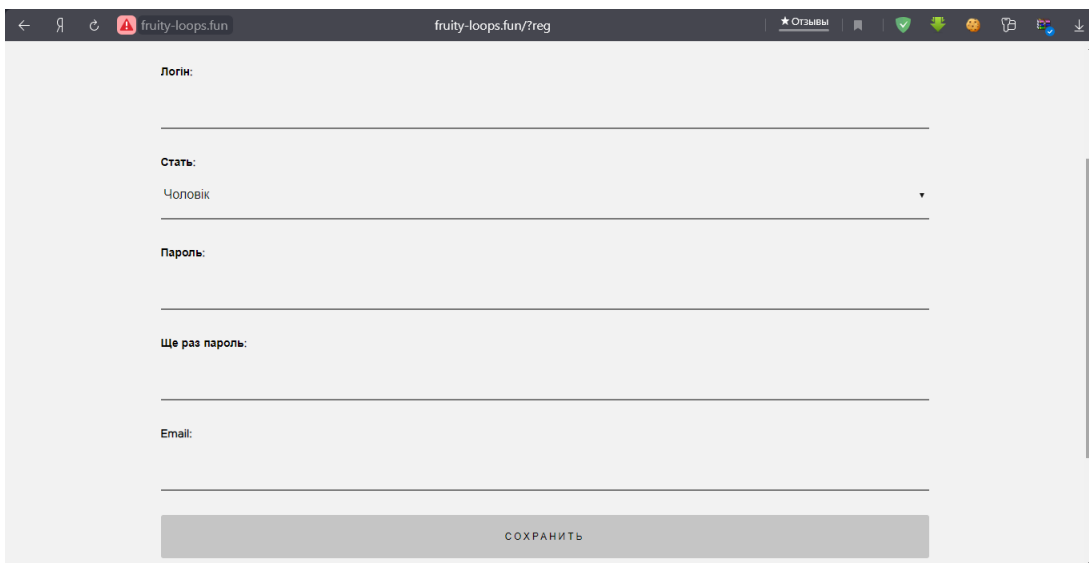 Я fruity-loops.fun fruity-loops.fun/?reg ★ Отзывы
Логін:
Стать:
Чоловік
Пароль:
Ще раз пароль:
Email:
СОХРАНИТЬ